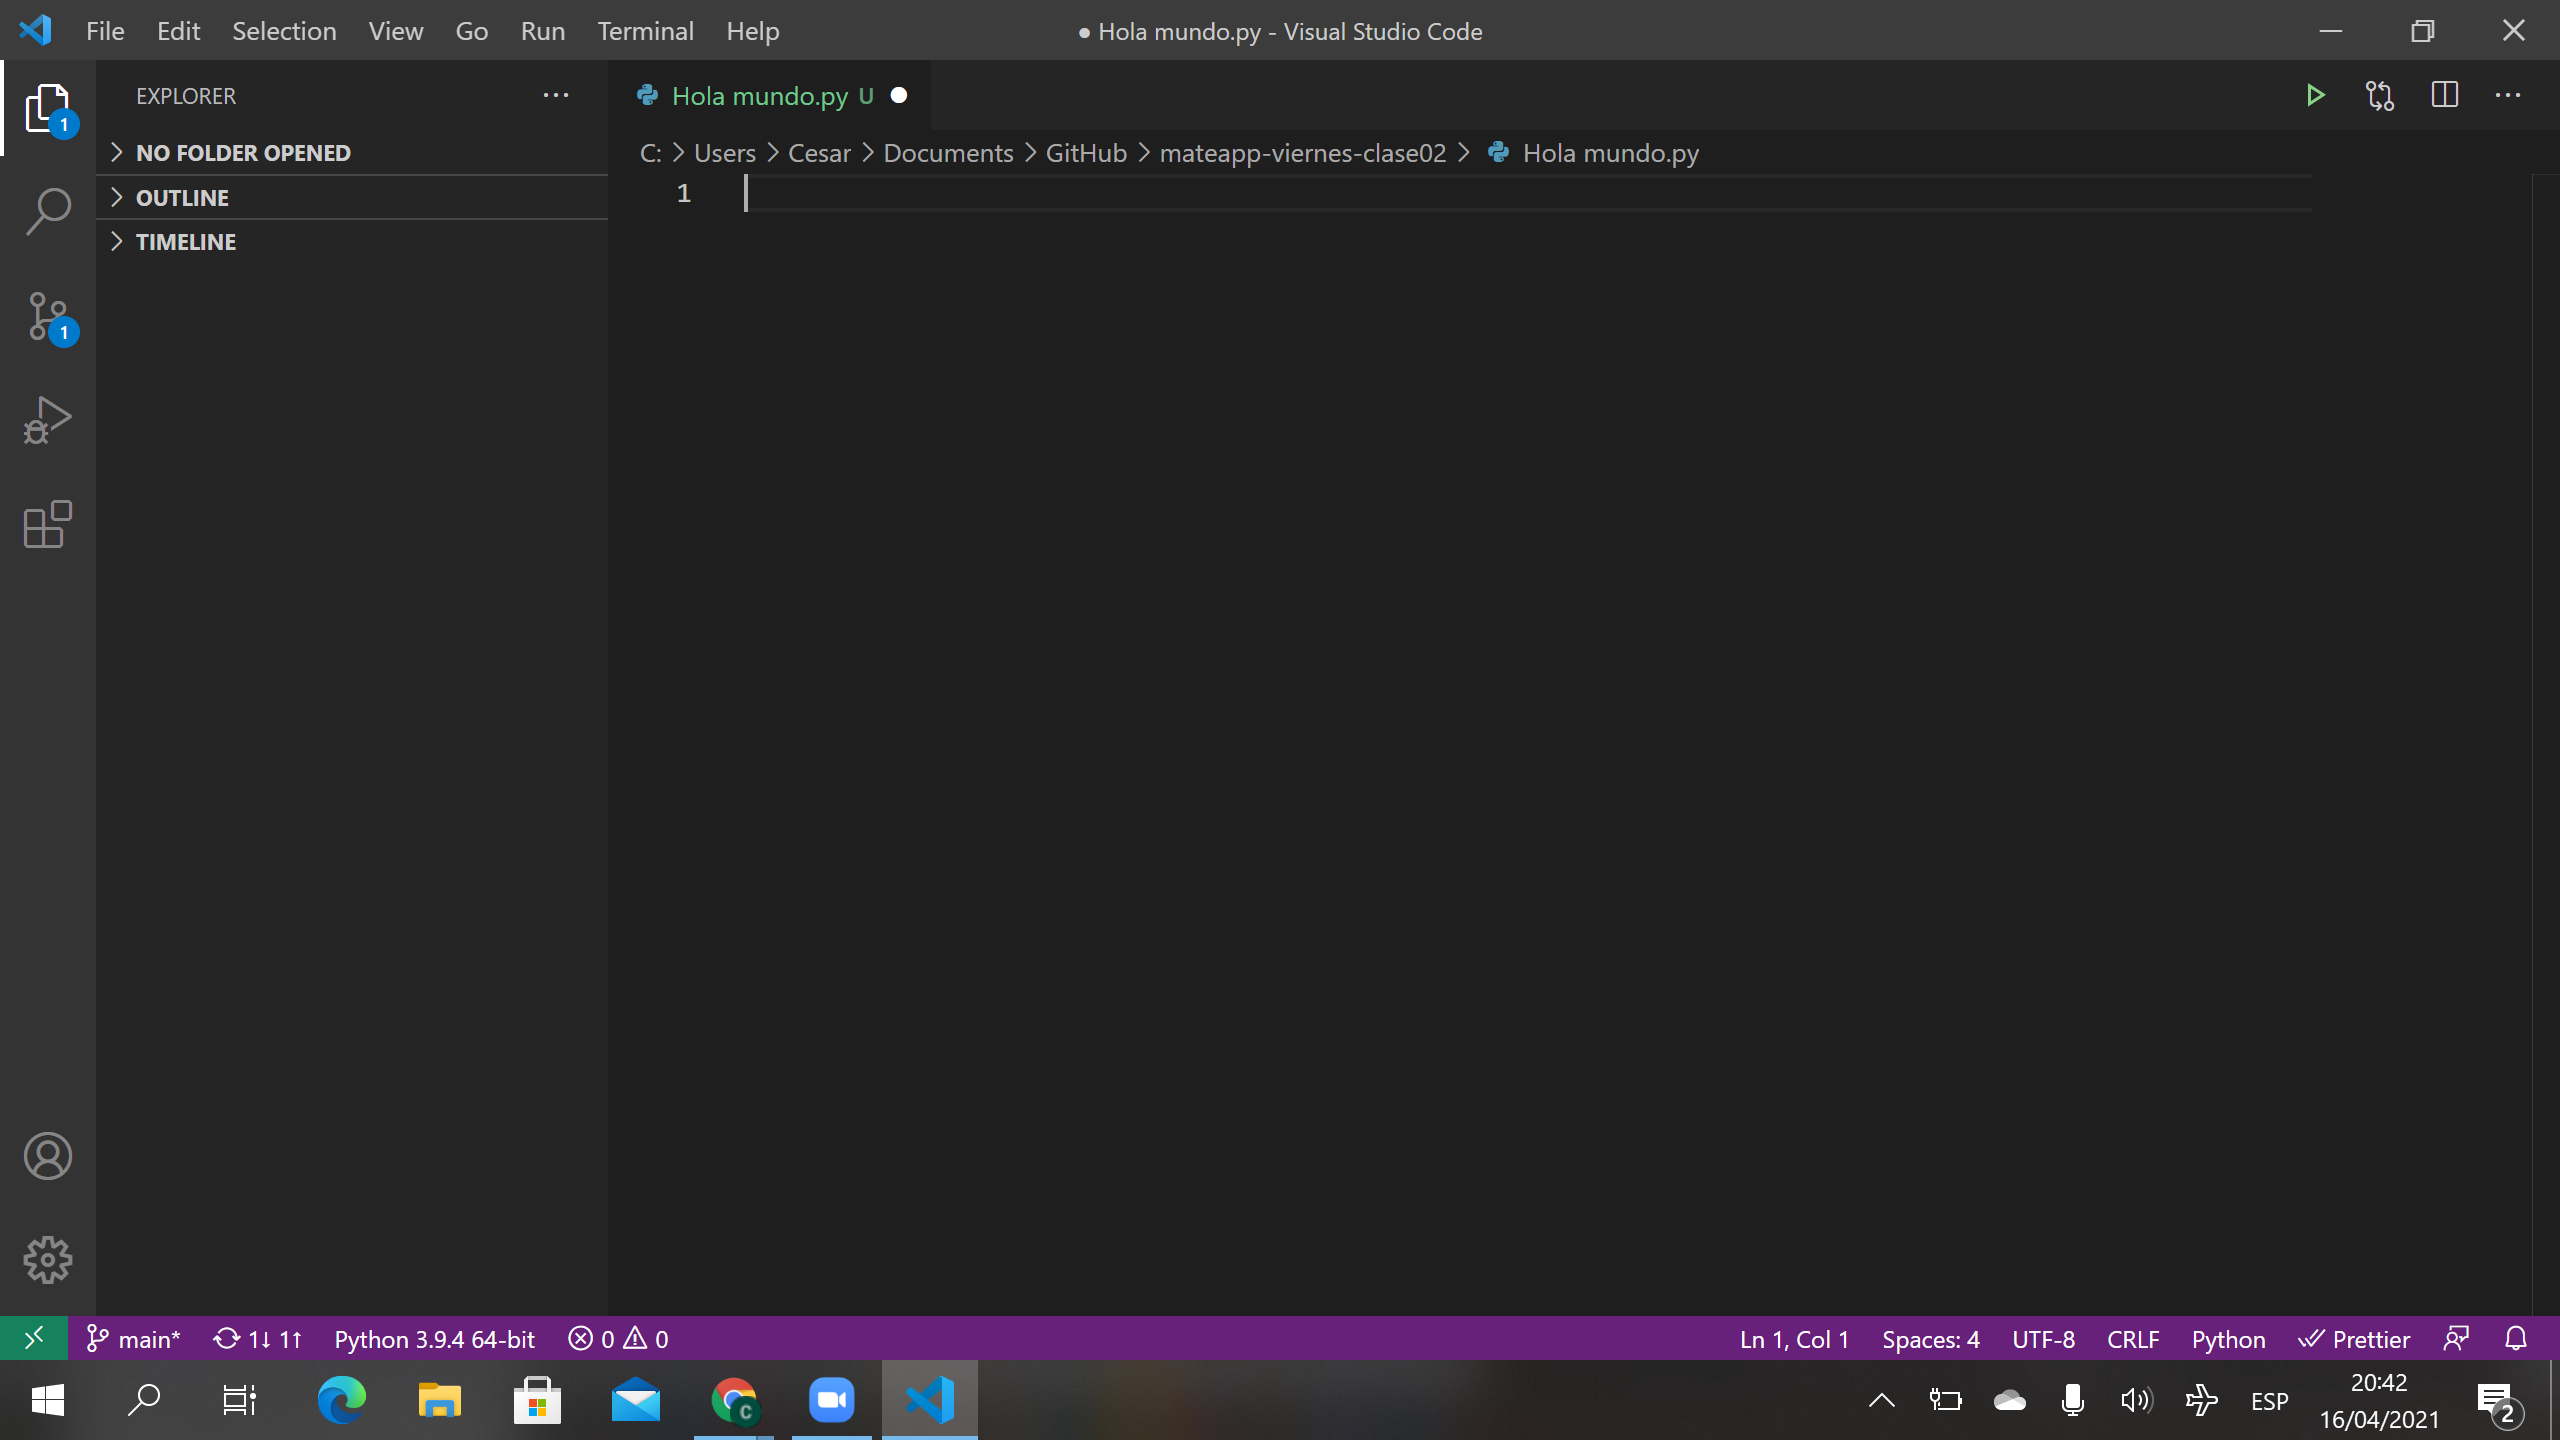 File Edit Selection View Go Run Terminal Help ● Hola mundo.py - Visual Studio Code
EXPLORER
NO FOLDER OPENED
OUTLINE
TIMELINE
Hola mundo.py U
C: > Users > Cesar > Documents > GitHub > mateapp-viernes-clase02 > Hola mundo.py
1
1
1
main* 1↓ 1↑ Python 3.9.4 64-bit 0 0 Ln 1, Col 1 Spaces: 4 UTF-8 CRLF Python Prettier
C
ESP
20:42
16/04/2021
2